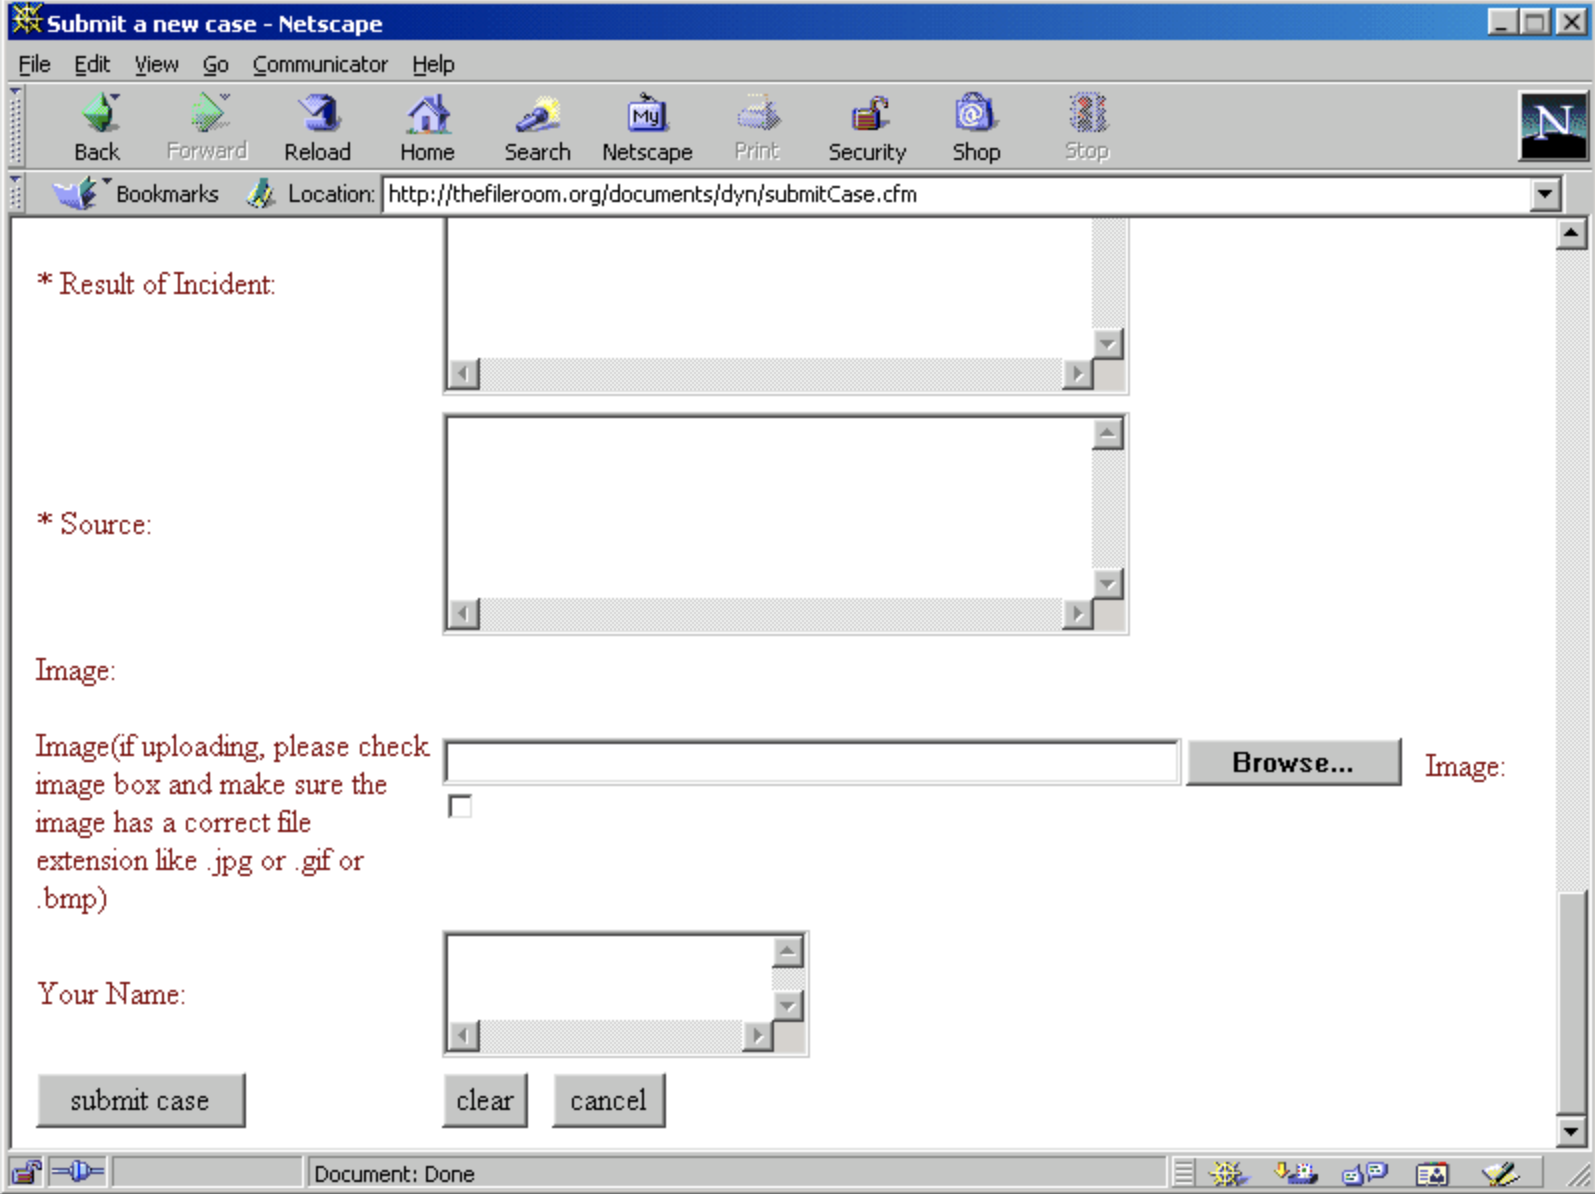 Submit a new case - Netscape
File Edit View Go Communicator Help
Back Forward Reload Home Search My Netscape Print Security Shop Stop N
Bookmarks Location: http://thefileroom.org/documents/dyn/submitCase.cfm
* Result of Incident:
* Source:
Image:
Image(if uploading, please check
image box and make sure the
image has a correct file
extension like .jpg or .gif or
.bmp)
Browse... Image:
Your Name:
submit case clear cancel
Document: Done